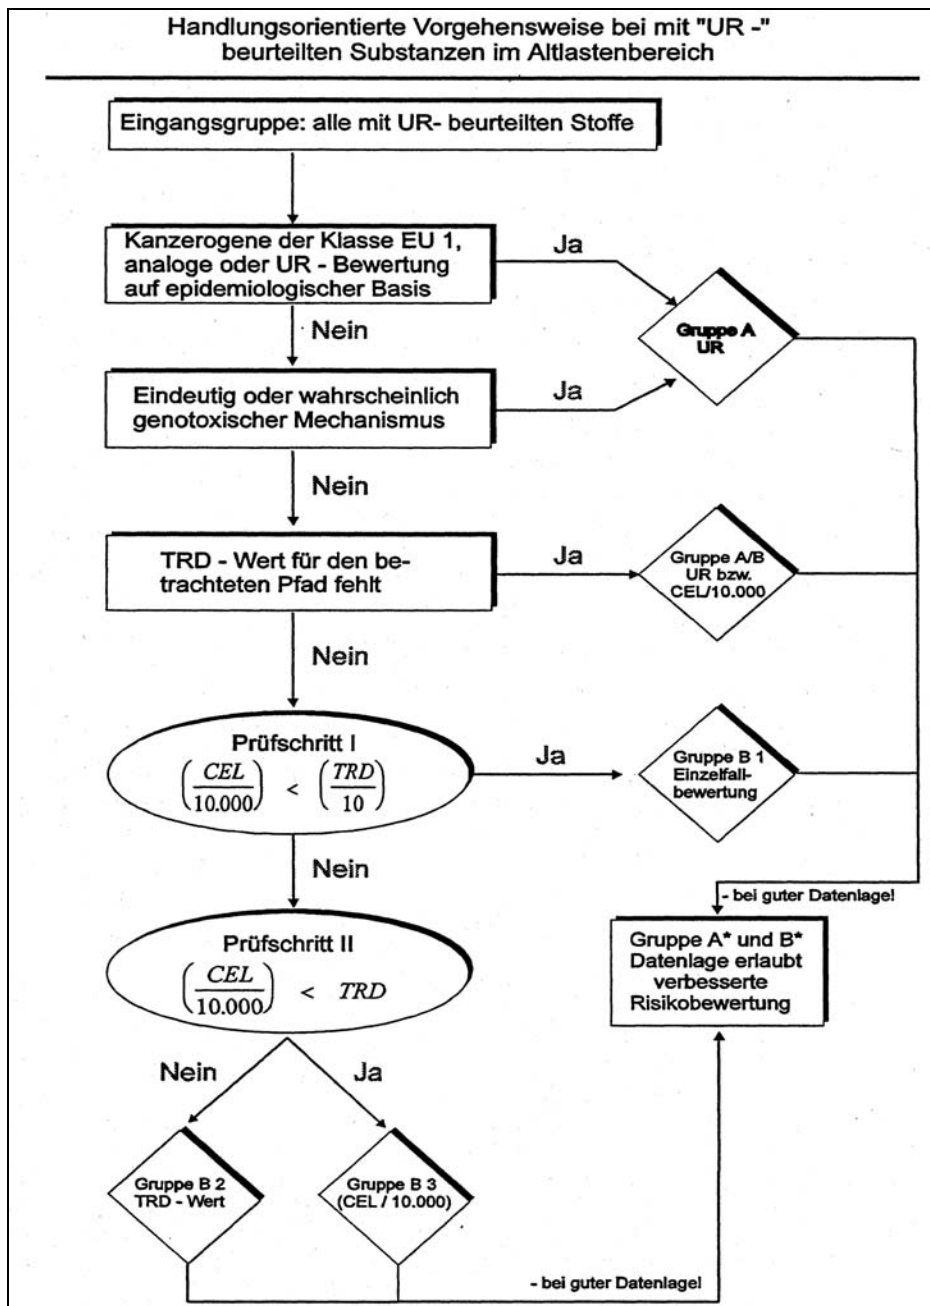 Handlungsorientierte Vorgehensweise bei mit "UR -"
beurteilten Substanzen im Altlastenbereich
Eingangsgruppe: alle mit UR- beurteilten Stoffe
Kanzerogene der Klasse EU 1,
analoge oder UR - Bewertung
auf epidemiologischer Basis
Ja
Gruppe A
UR
Nein
Eindeutig oder wahrscheinlich
genotoxischer Mechanismus
Ja
Nein
TRD - Wert für den be-
trachteten Pfad fehlt
Ja
Gruppe A/B
UR bzw.
CEL/10.000
Nein
Prüfschritt I
(CEL/10.000) < (TRD/10)
Ja
Gruppe B 1
Einzelfall-
bewertung
Nein
- bei guter Datenlage!
Gruppe A* und B*
Datenlage erlaubt
verbesserte
Risikobewertung
Prüfschritt II
(CEL/10.000) < TRD
Nein
Ja
Gruppe B 2
TRD - Wert
Gruppe B 3
(CEL / 10.000)
- bei guter Datenlage!